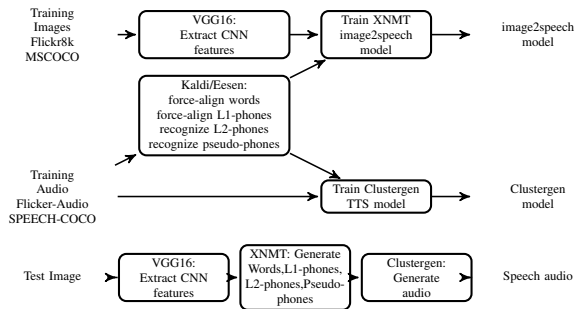 Training
Images
Flickr8k
MSCOCO
VGG16:
Extract CNN
features
Train XNMT
image2speech
model
image2speech
model
Kaldi/Eesen:
force-align words
force-align L1-phones
recognize L2-phones
recognize pseudo-phones
Training
Audio
Flicker-Audio
SPEECH-COCO
Train Clustergen
TTS model
Clustergen
model
Test Image
VGG16:
Extract CNN
features
XNMT: Generate
Words,L1-phones,
L2-phones,Pseudo-
phones
Clustergen:
Generate
audio
Speech audio